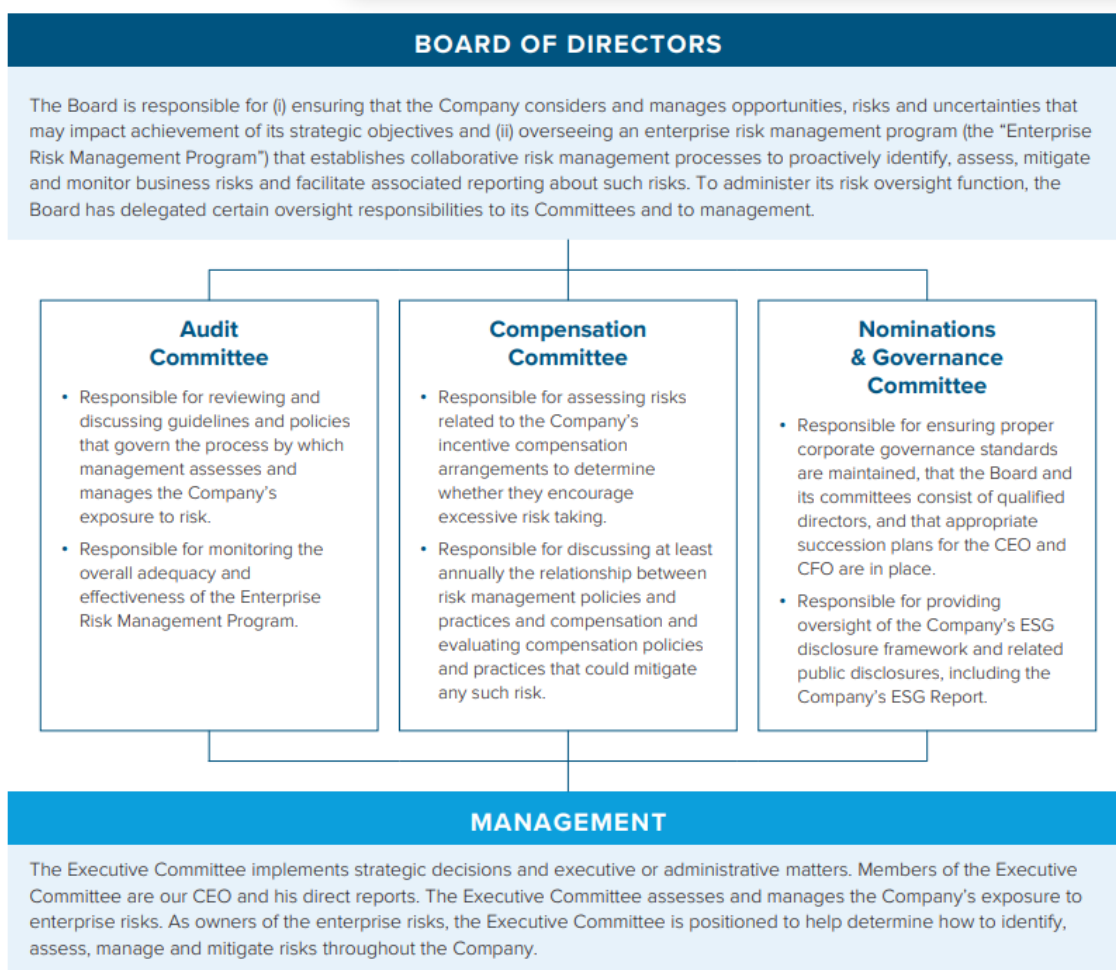 BOARD OF DIRECTORS
The Board is responsible for (i) ensuring that the Company considers and manages opportunities, risks and uncertainties that
may impact achievement of its strategic objectives and (ii) overseeing an enterprise risk management program (the “Enterprise
Risk Management Program”) that establishes collaborative risk management processes to proactively identify, assess, mitigate
and monitor business risks and facilitate associated reporting about such risks. To administer its risk oversight function, the
Board has delegated certain oversight responsibilities to its Committees and to management.
Audit
Committee
• Responsible for reviewing and
discussing guidelines and policies
that govern the process by which
management assesses and
manages the Company’s
exposure to risk.
• Responsible for monitoring the
overall adequacy and
effectiveness of the Enterprise
Risk Management Program.
Compensation
Committee
• Responsible for assessing risks
related to the Company’s
incentive compensation
arrangements to determine
whether they encourage
excessive risk taking.
• Responsible for discussing at least
annually the relationship between
risk management policies and
practices and compensation and
evaluating compensation policies
and practices that could mitigate
any such risk.
Nominations
& Governance
Committee
• Responsible for ensuring proper
corporate governance standards
are maintained, that the Board and
its committees consist of qualified
directors, and that appropriate
succession plans for the CEO and
CFO are in place.
• Responsible for providing
oversight of the Company’s ESG
disclosure framework and related
public disclosures, including the
Company’s ESG Report.
MANAGEMENT
The Executive Committee implements strategic decisions and executive or administrative matters. Members of the Executive
Committee are our CEO and his direct reports. The Executive Committee assesses and manages the Company’s exposure to
enterprise risks. As owners of the enterprise risks, the Executive Committee is positioned to help determine how to identify,
assess, manage and mitigate risks throughout the Company.